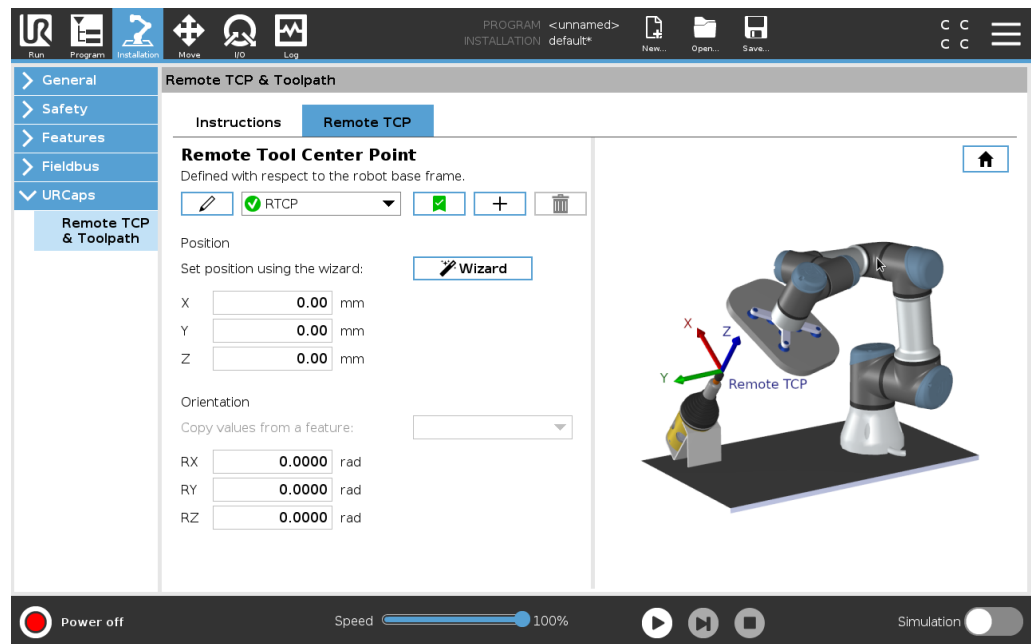 UR
PROGRAM <unnamed>
INSTALLATION default*
C C
C C
Run Program Installation Move I/O Log
New... Open... Save...
General
Safety
Features
Fieldbus
URCaps
Remote TCP
& Toolpath
Remote TCP & Toolpath
Instructions Remote TCP
Remote Tool Center Point
Defined with respect to the robot base frame.
RTCP
Position
Set position using the wizard: Wizard
X 0.00 mm
Y 0.00 mm
Z 0.00 mm
Orientation
Copy values from a feature:
RX 0.0000 rad
RY 0.0000 rad
RZ 0.0000 rad
X
Z
Y
Remote TCP
Power off
Speed 100%
Simulation